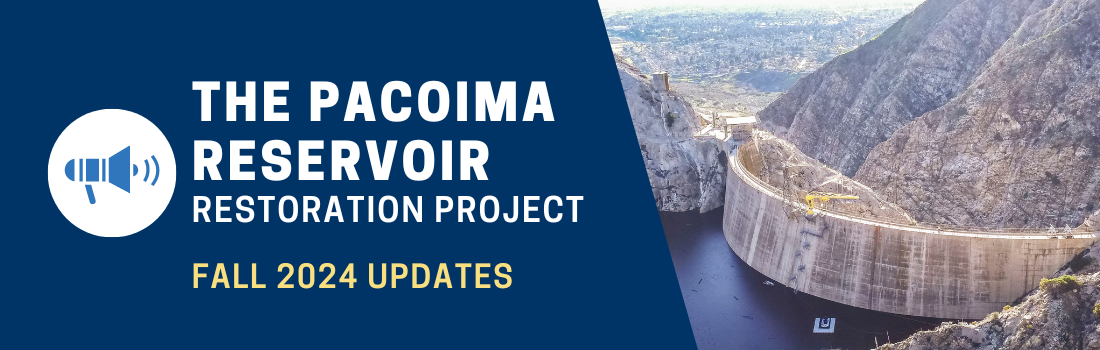 THE PACOIMA
RESERVOIR
RESTORATION PROJECT
FALL 2024 UPDATES